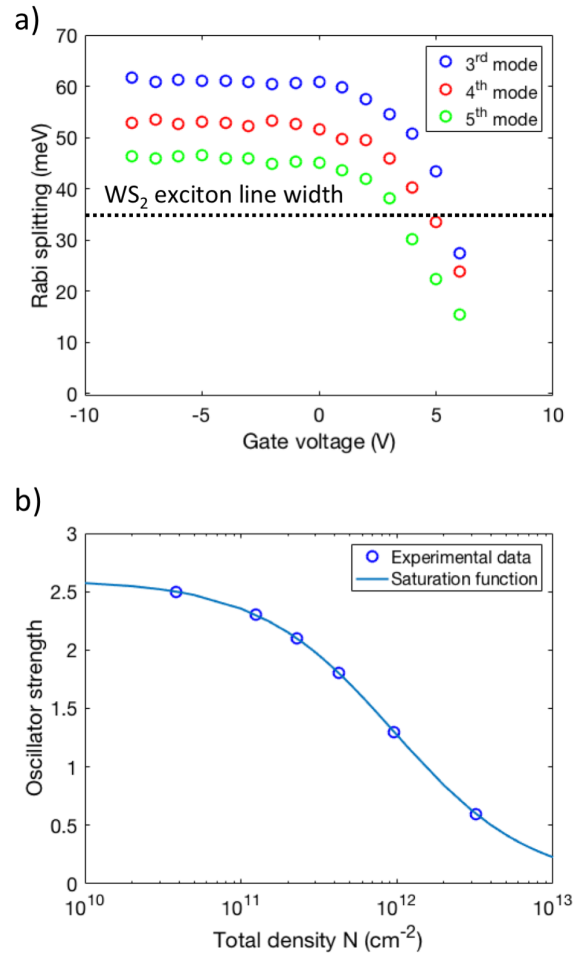 a)
70
60
50
40
30
20
10
0
Rabi splitting (meV)
3rd mode
4th mode
5th mode
WS2 exciton line width
-10
-5
0
5
10
Gate voltage (V)
b)
3
2.5
2
1.5
1
0.5
0
Oscillator strength
Experimental data
Saturation function
10^10
10^11
10^12
10^13
Total density N (cm^-2)